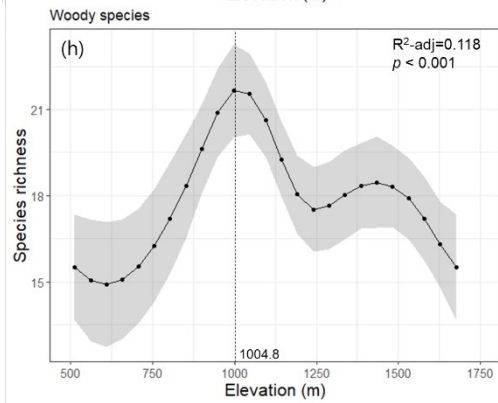 Woody species
(h)
R²-adj=0.118
p < 0.001
Species richness
21
18
15
1004.8
500 750 1000 1250 1500 1750
Elevation (m)